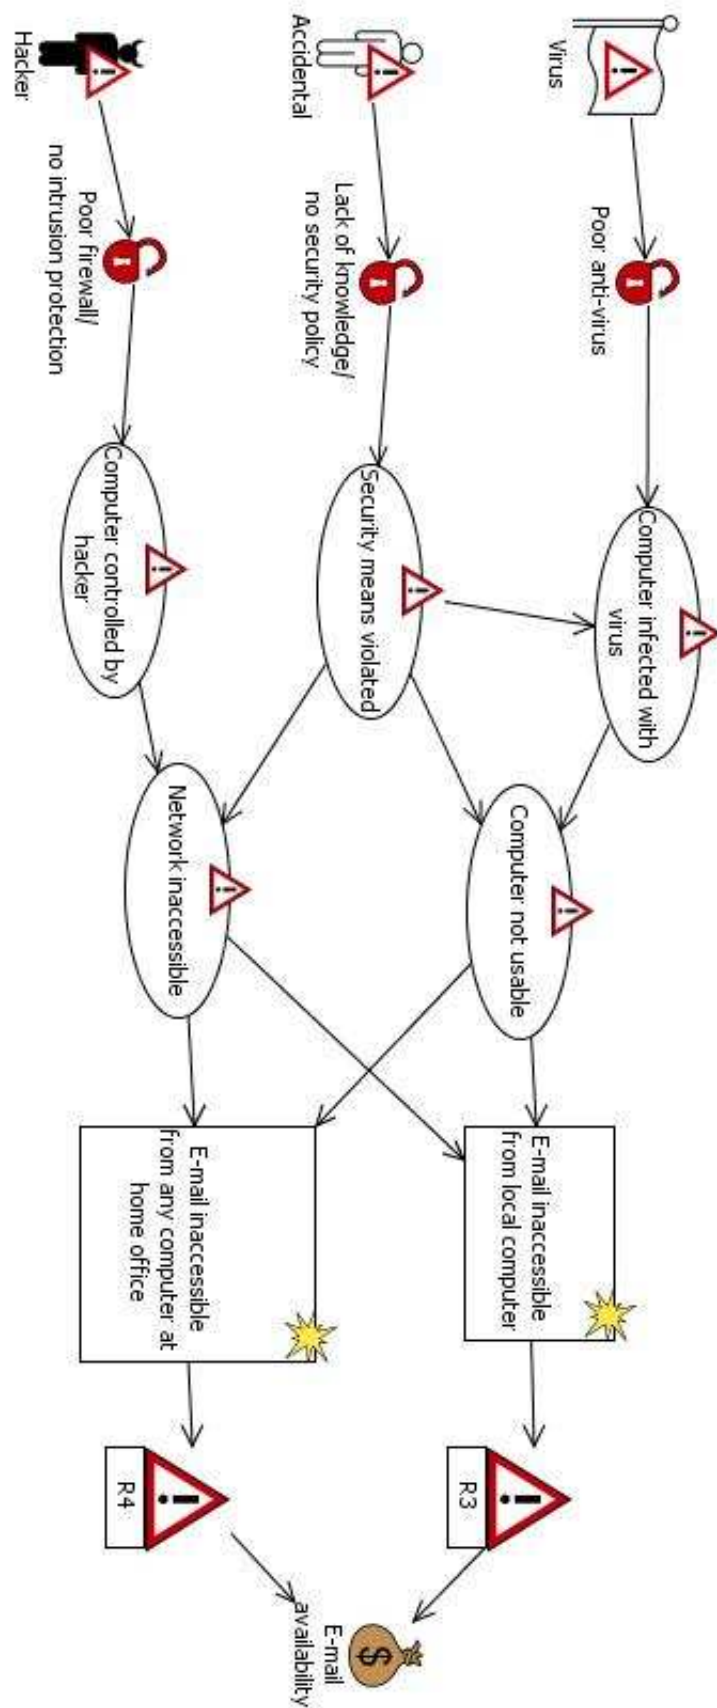 Virus
Poor anti-virus
Computer infected with
virus
Computer not usable
E-mail inaccessible
from local computer
R3
Accidental
Lack of knowledge/
no security policy
Security means violated
E-mail
availability
Hacker
Poor firewall/
no intrusion protection
Computer controlled by
hacker
Network inaccessible
E-mail inaccessible
from any computer at
home office
R4
$